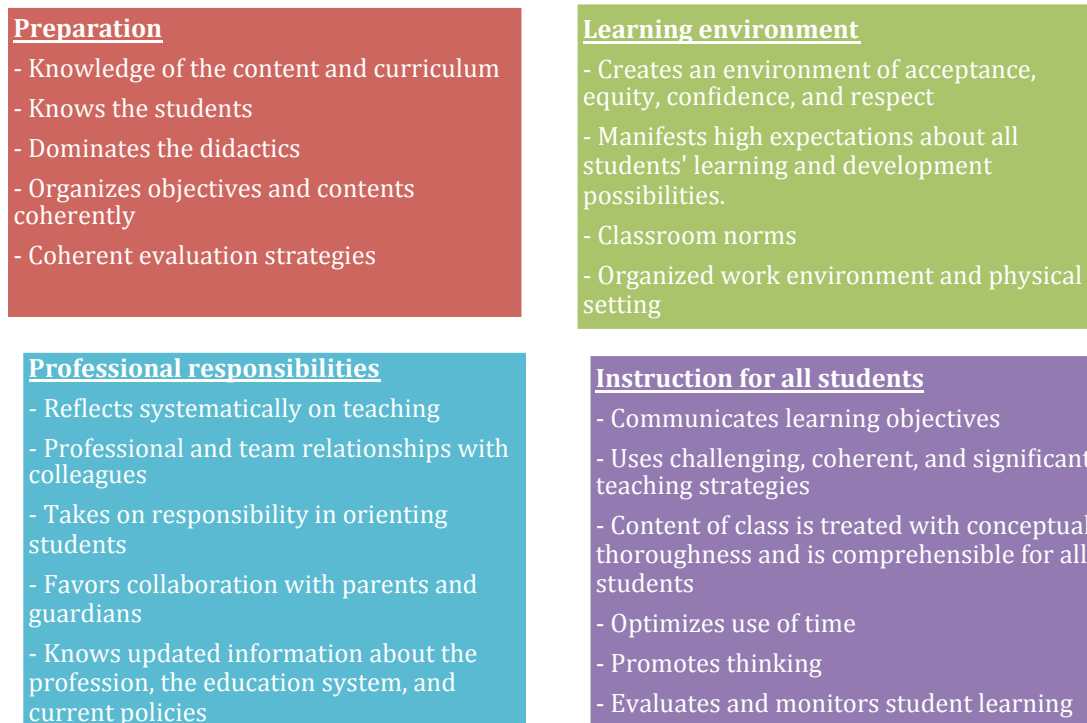 Preparation
- Knowledge of the content and curriculum
- Knows the students
- Dominates the didactics
- Organizes objectives and contents
coherently
- Coherent evaluation strategies
Learning environment
- Creates an environment of acceptance,
equity, confidence, and respect
- Manifests high expectations about all
students' learning and development
possibilities.
- Classroom norms
- Organized work environment and physical
setting
Professional responsibilities
- Reflects systematically on teaching
- Professional and team relationships with
colleagues
- Takes on responsibility in orienting
students
- Favors collaboration with parents and
guardians
- Knows updated information about the
profession, the education system, and
current policies
Instruction for all students
- Communicates learning objectives
- Uses challenging, coherent, and significant
teaching strategies
- Content of class is treated with conceptual
thoroughness and is comprehensible for all
students
- Optimizes use of time
- Promotes thinking
- Evaluates and monitors student learning